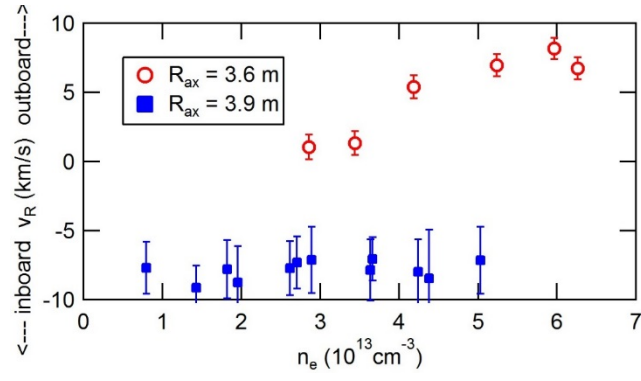 <--- inboard v_R (km/s) outboard--->
10
5
0
-5
-10
R_ax = 3.6 m
R_ax = 3.9 m
0 1 2 3 4 5 6 7
n_e (10^13 cm^-3)